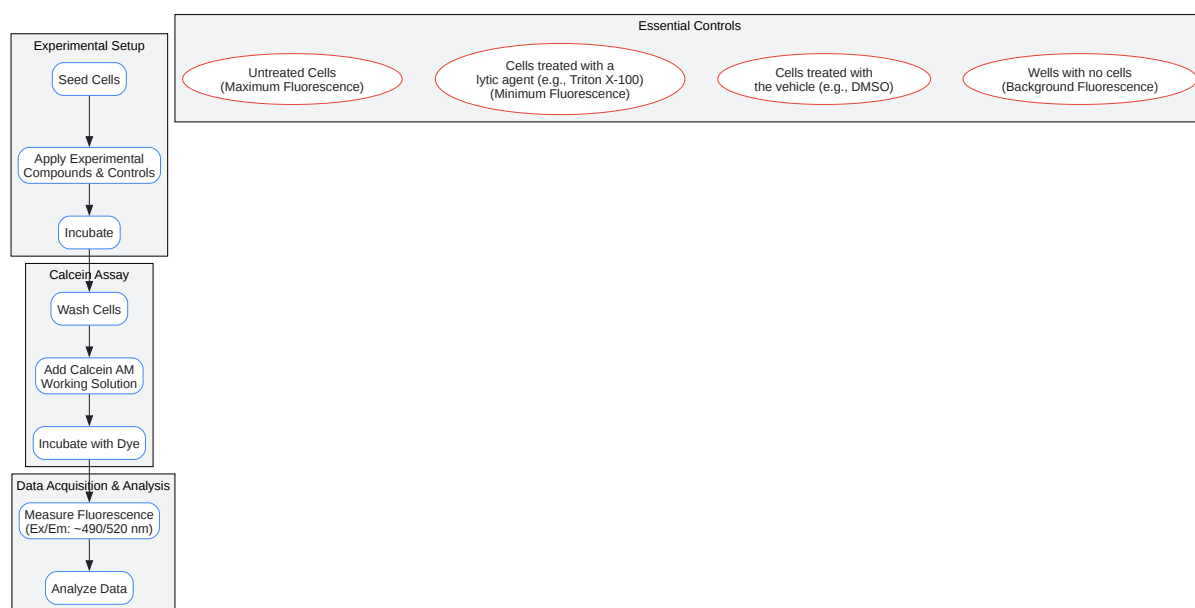 Experimental Setup
Seed Cells
Apply Experimental
Compounds & Controls
Incubate
Calcein Assay
Wash Cells
Add Calcein AM
Working Solution
Incubate with Dye
Data Acquisition & Analysis
Measure Fluorescence
(Ex/Em: ~490/520 nm)
Analyze Data
Essential Controls
Untreated Cells
(Maximum Fluorescence)
Cells treated with a
lytic agent (e.g., Triton X-100)
(Minimum Fluorescence)
Cells treated with
the vehicle (e.g., DMSO)
Wells with no cells
(Background Fluorescence)